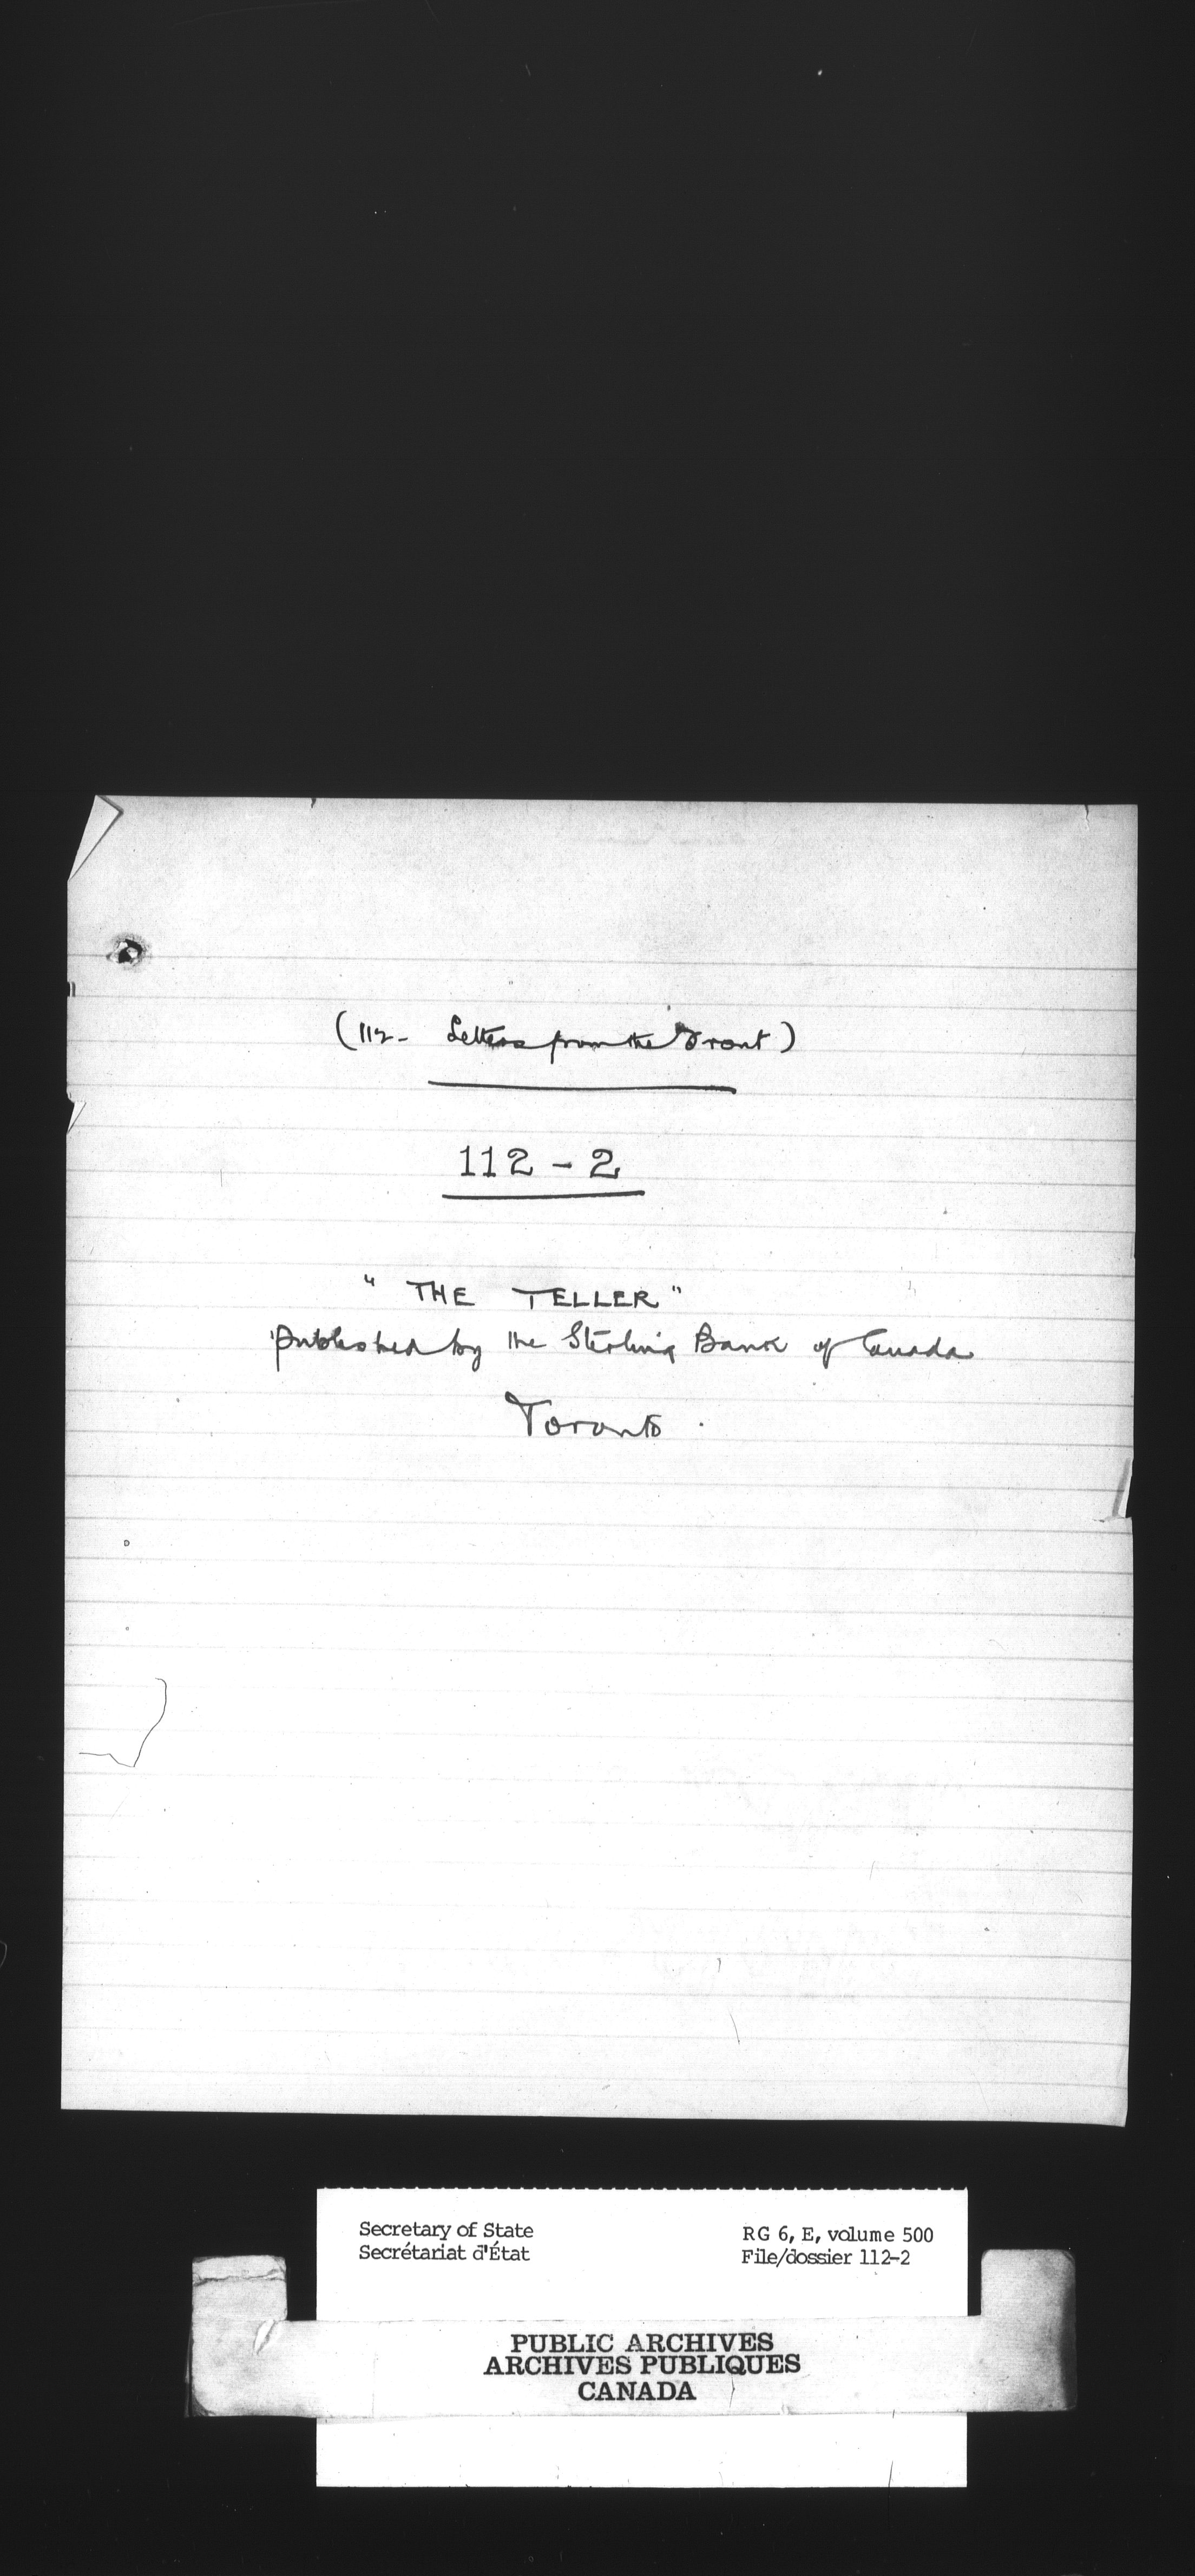 (112- Letters from the Front)
112 - 2
" THE TELLER "
Published by the Sterling Bank of Canada
Toronto.
Secretary of State
Secrétariat d'État
RG 6, E, volume 500
File/dossier 112-2
PUBLIC ARCHIVES
ARCHIVES PUBLIQUES
CANADA